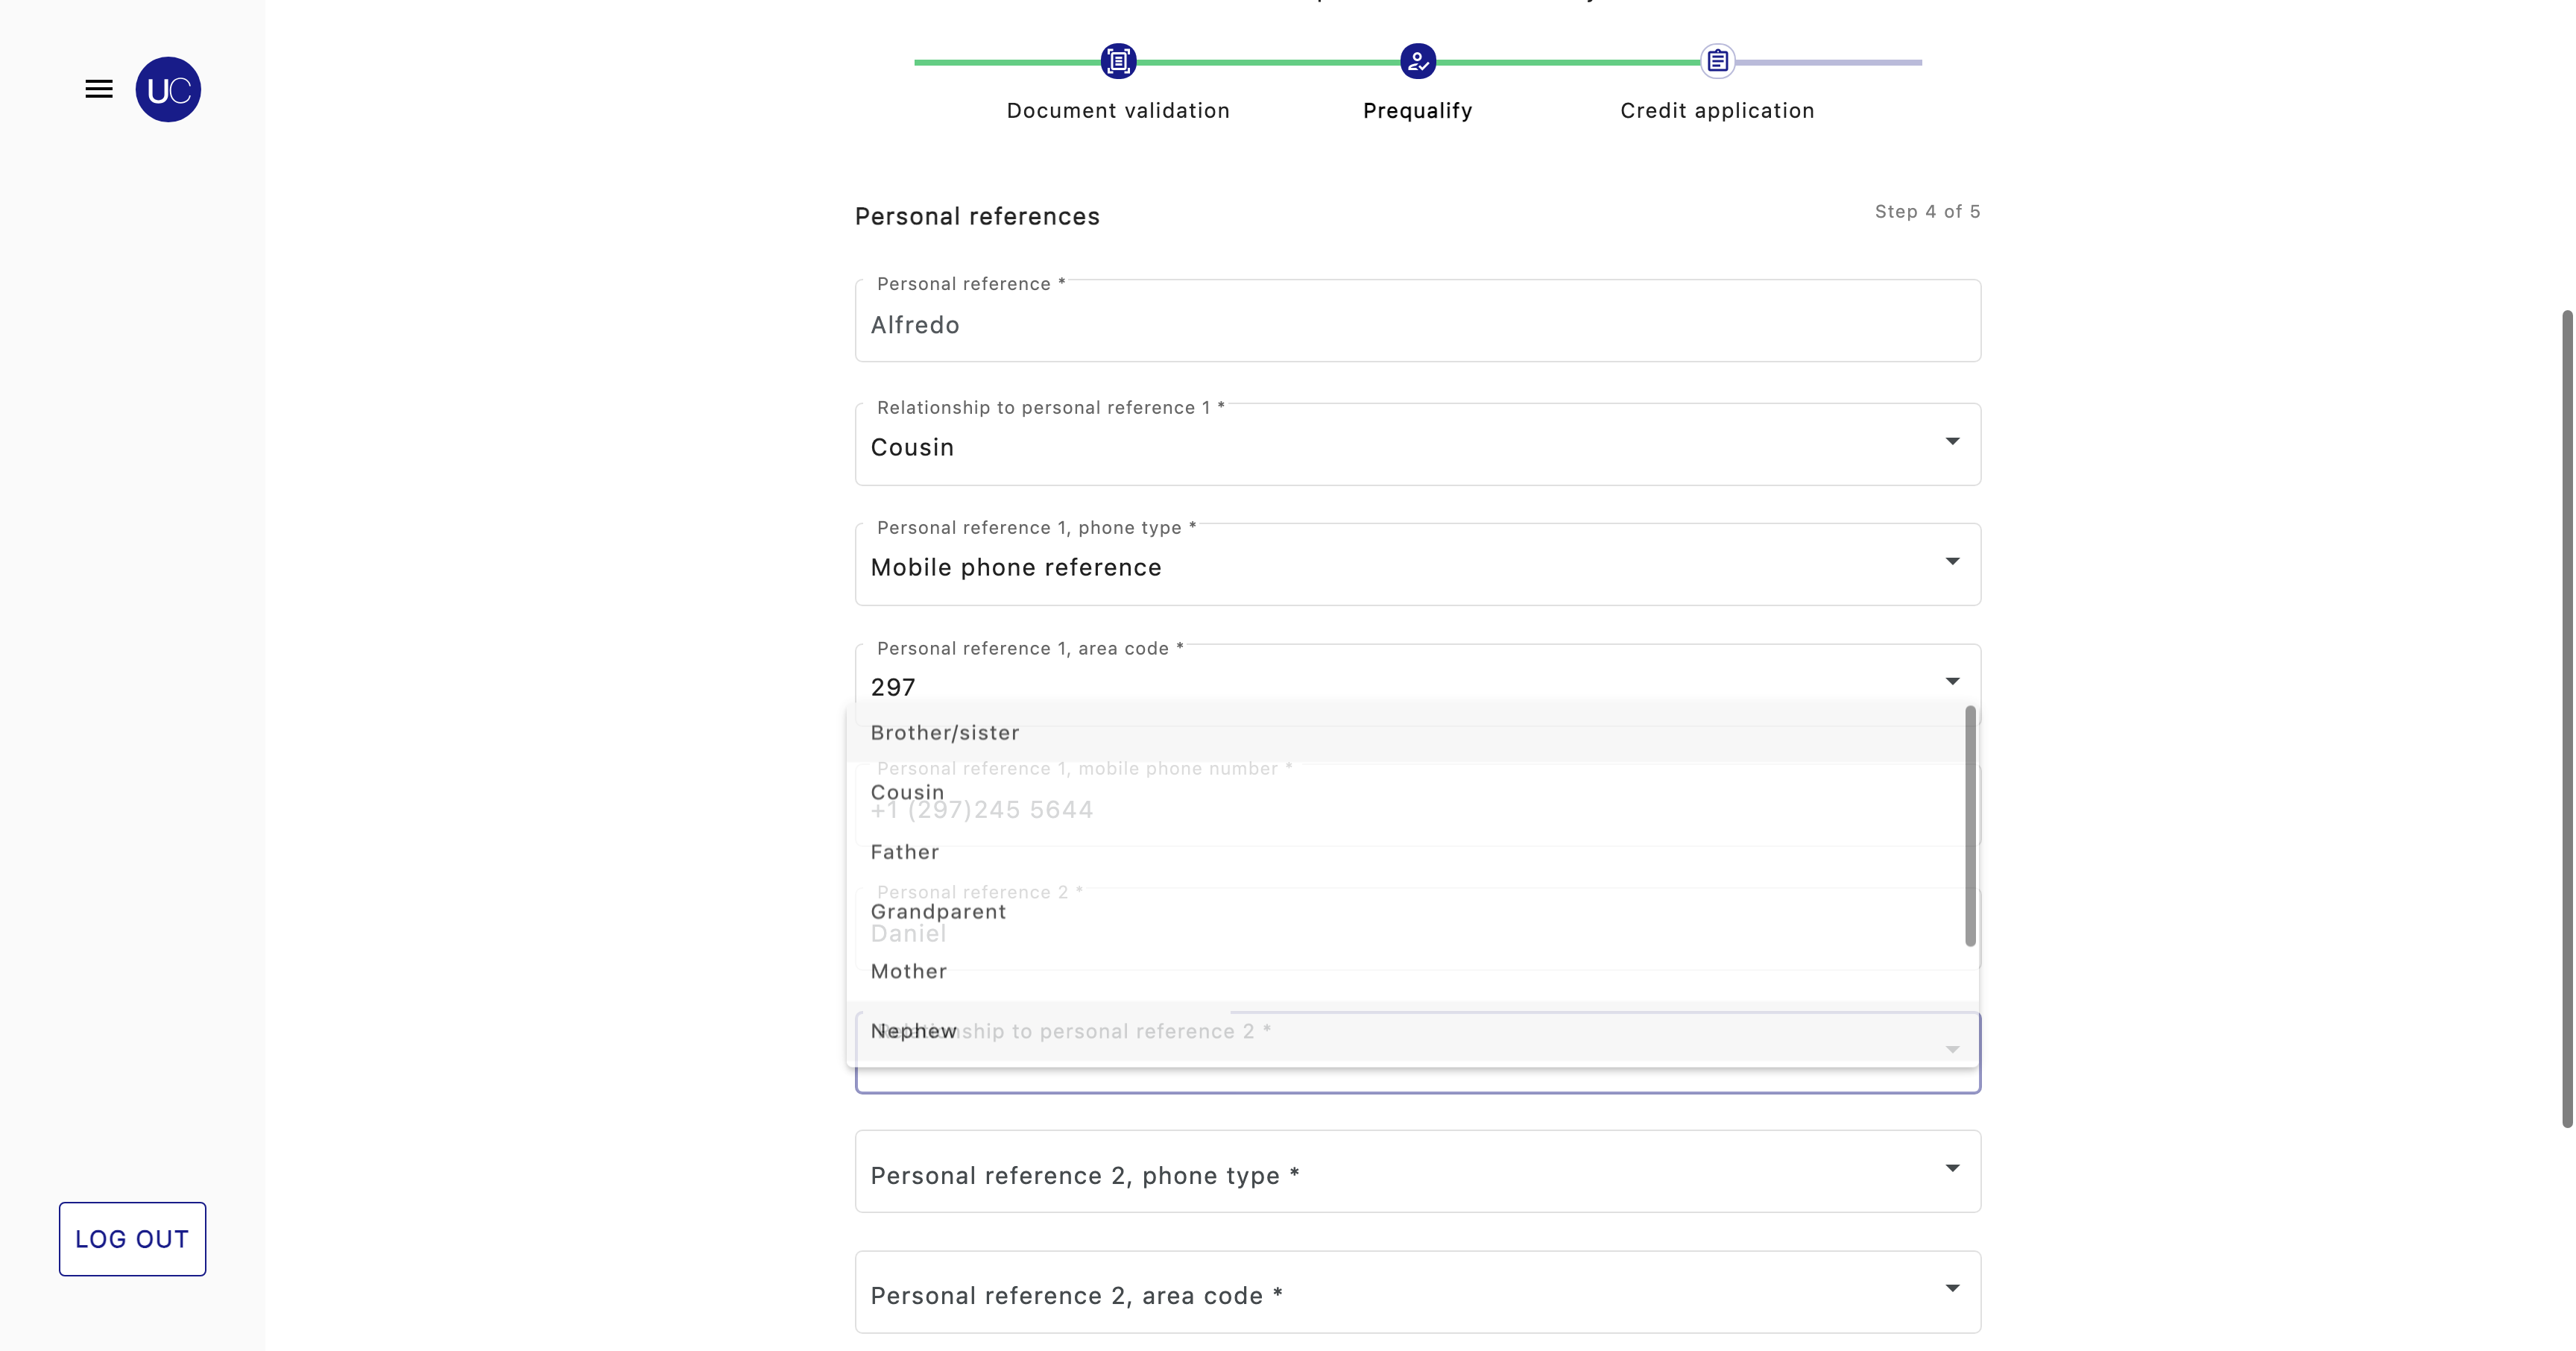 UC
Document validation
Prequalify
Credit application
Personal references
Step 4 of 5
Personal reference *
Alfredo
Relationship to personal reference 1 *
Cousin
Personal reference 1, phone type *
Mobile phone reference
Personal reference 1, area code *
297
Brother/sister
Personal reference 1, mobile phone number *
Cousin
+1 (297)245 5644
Father
Personal reference 2 *
Grandparent
Daniel
Mother
Nephew
Relationship to personal reference 2 *
Personal reference 2, phone type *
Personal reference 2, area code *
LOG OUT